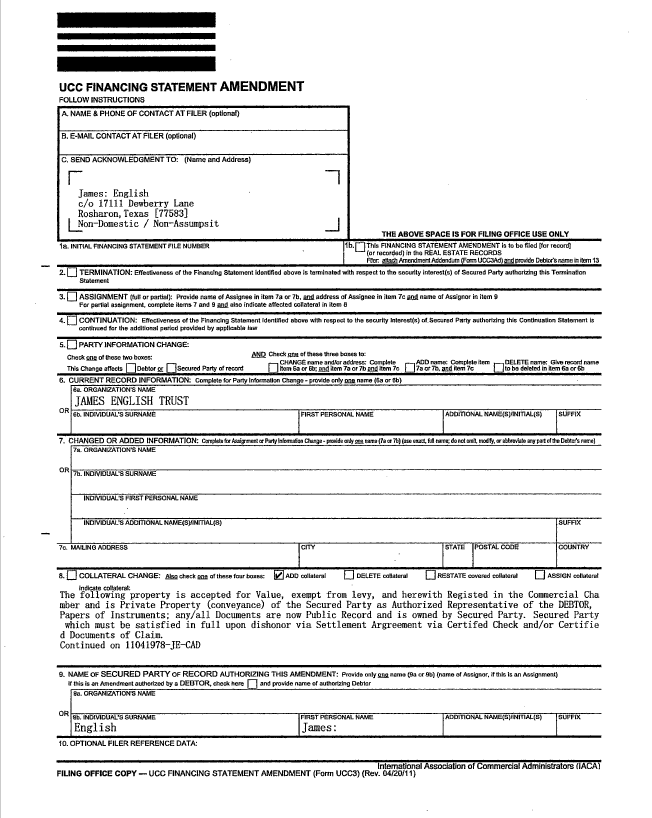 UCC FINANCING STATEMENT AMENDMENT
FOLLOW INSTRUCTIONS
A. NAME & PHONE OF CONTACT AT FILER (optional)
B. E-MAIL CONTACT AT FILER (optional)
C. SEND ACKNOWLEDGMENT TO: (Name and Address)
James: English
c/o 17111 Dewberry Lane
Rosharon,Texas [77583]
Non-Domestic / Non-Assumpsit
THE ABOVE SPACE IS FOR FILING OFFICE USE ONLY
1a. INITIAL FINANCING STATEMENT FILE NUMBER
1b. This FINANCING STATEMENT AMENDMENT is to be filed [for record]
(or recorded) in the REAL ESTATE RECORDS
Filer: attach Amendment Addendum (Form UCC3Ad) and provide Debtor's name in item 13
2. TERMINATION: Effectiveness of the Financing Statement identified above is terminated with respect to the security interest(s) of Secured Party authorizing this Termination
Statement
3. ASSIGNMENT (full or partial): Provide name of Assignee in item 7a or 7b, and address of Assignee in item 7c and name of Assignor in item 9
For partial assignment, complete items 7 and 9 and also indicate affected collateral in item 8
4. CONTINUATION: Effectiveness of the Financing Statement identified above with respect to the security interest(s) of Secured Party authorizing this Continuation Statement is
continued for the additional period provided by applicable law
5. PARTY INFORMATION CHANGE:
Check one of these two boxes:
This Change affects Debtor or Secured Party of record
AND Check one of these three boxes to:
CHANGE name and/or address: Complete
item 6a or 6b; and item 7a or 7b and item 7c
ADD name: Complete item
7a or 7b, and item 7c
DELETE name: Give record name
to be deleted in item 6a or 6b
6. CURRENT RECORD INFORMATION: Complete for Party Information Change - provide only one name (6a or 6b)
6a. ORGANIZATION'S NAME
JAMES ENGLISH TRUST
OR
6b. INDIVIDUAL'S SURNAME FIRST PERSONAL NAME ADDITIONAL NAME(S)/INITIAL(S) SUFFIX
7. CHANGED OR ADDED INFORMATION: Complete for Assignment or Party Information Change - provide only one name (7a or 7b) (use exact, full name; do not omit, modify, or abbreviate any part of the Debtor's name)
7a. ORGANIZATION'S NAME
OR
7b. INDIVIDUAL'S SURNAME
INDIVIDUAL'S FIRST PERSONAL NAME
INDIVIDUAL'S ADDITIONAL NAME(S)/INITIAL(S) SUFFIX
7c. MAILING ADDRESS CITY STATE POSTAL CODE COUNTRY
8. COLLATERAL CHANGE: Also check one of these four boxes: ADD collateral DELETE collateral RESTATE covered collateral ASSIGN collateral
Indicate collateral:
The following property is accepted for Value, exempt from levy, and herewith Registered in the Commercial Cha
mber and is Private Property (conveyance) of the Secured Party as Authorized Representative of the DEBTOR,
Papers of Instruments; any/all Documents are now Public Record and is owned by Secured Party. Secured Party
which must be satisfied in full upon dishonor via Settlement Argreement via Certifed Check and/or Certifie
d Documents of Claim.
Continued on 11041978-JE-CAD
9. NAME OF SECURED PARTY OF RECORD AUTHORIZING THIS AMENDMENT: Provide only one name (9a or 9b) (name of Assignor, if this is an Assignment)
If this is an Amendment authorized by a DEBTOR, check here and provide name of authorizing Debtor
9a. ORGANIZATION'S NAME
OR
9b. INDIVIDUAL'S SURNAME FIRST PERSONAL NAME ADDITIONAL NAME(S)/INITIAL(S) SUFFIX
English James:
10. OPTIONAL FILER REFERENCE DATA:
International Association of Commercial Administrators (IACA)
FILING OFFICE COPY — UCC FINANCING STATEMENT AMENDMENT (Form UCC3) (Rev. 04/20/11)